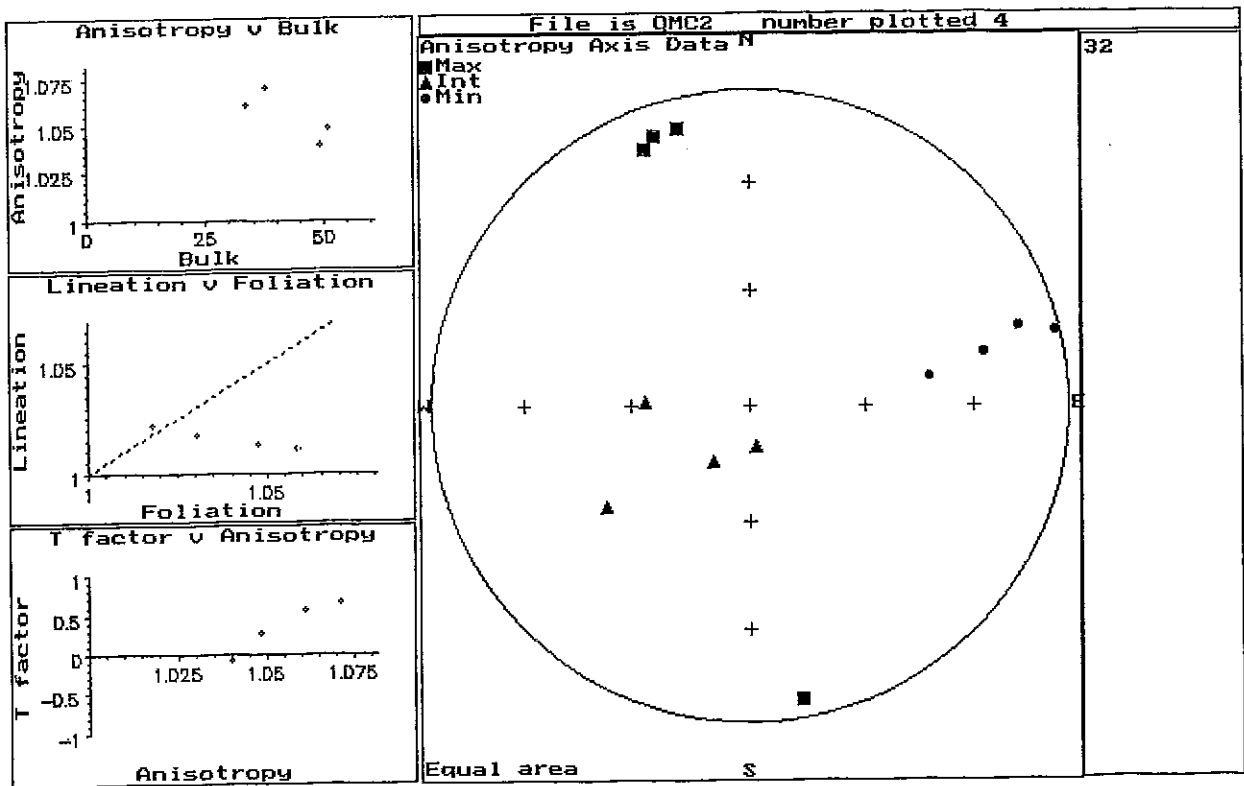 File is QMC2 number plotted 4
Anisotropy v Bulk
Anisotropy
1.075
1.05
1.025
1
0
25
50
Bulk
Lineation v Foliation
Lineation
1.05
1
1
1.05
Foliation
T factor v Anisotropy
T factor
1
0.5
0
-0.5
-1
1.025
1.05
1.075
Anisotropy
Anisotropy Axis Data
Max
Int
Min
N
W
E
S
Equal area
32